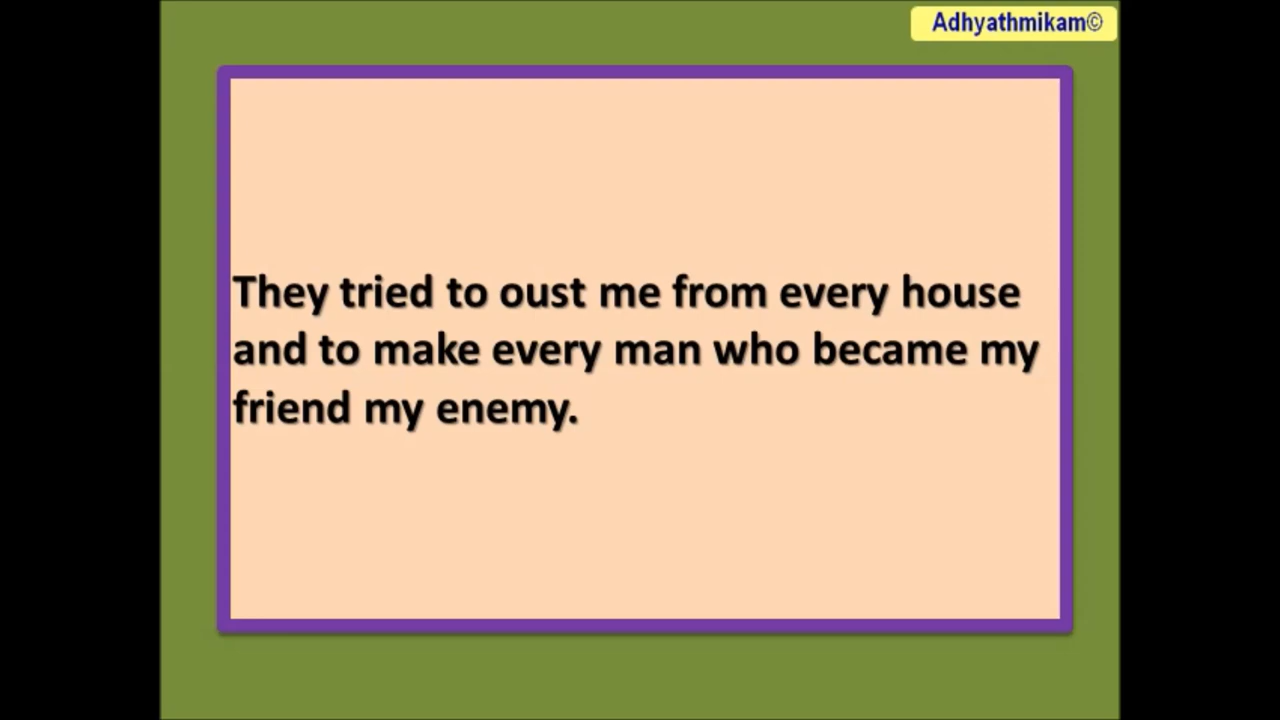 Adhyathmikam©
They tried to oust me from every house
and to make every man who became my
friend my enemy.